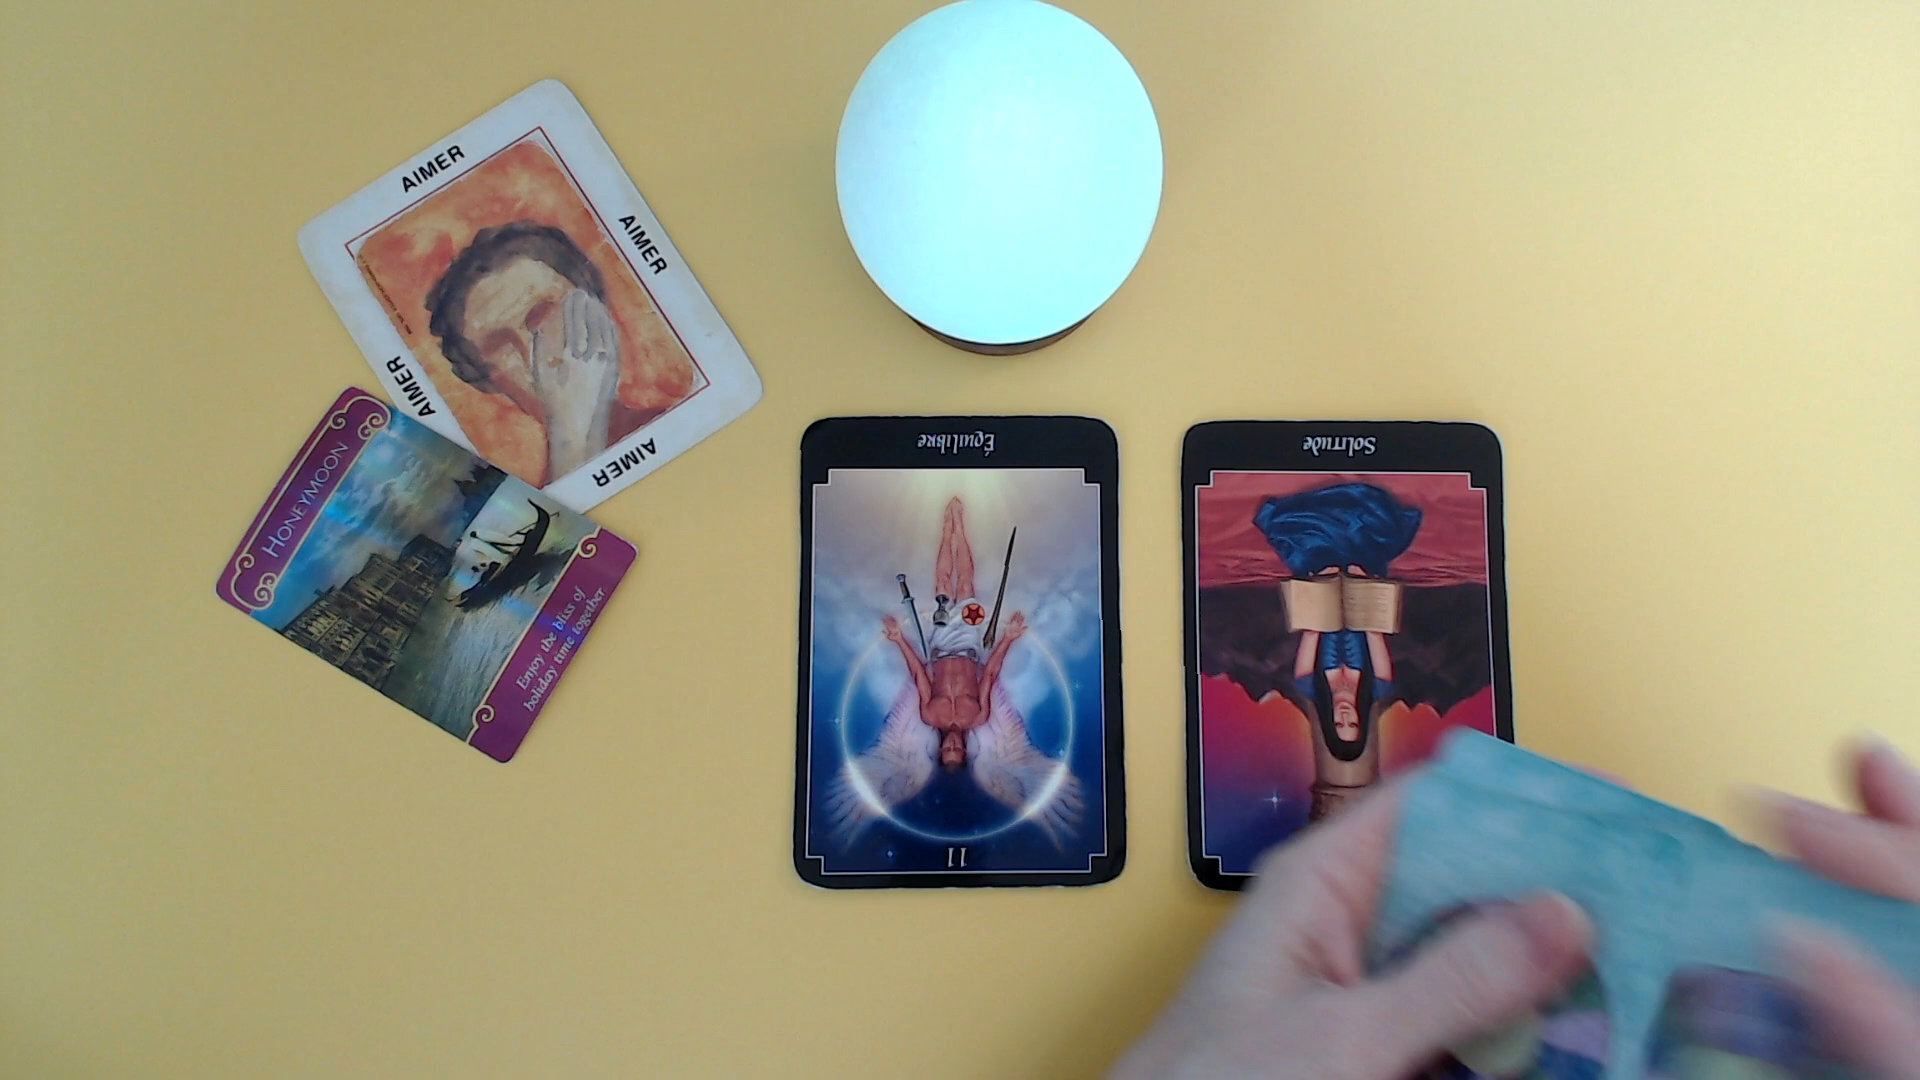 AIMER
AIMER
AIMER
AIMER
HONEYMOON
Enjoy the bliss of
holiday time together
Équilibre
11
Solitude